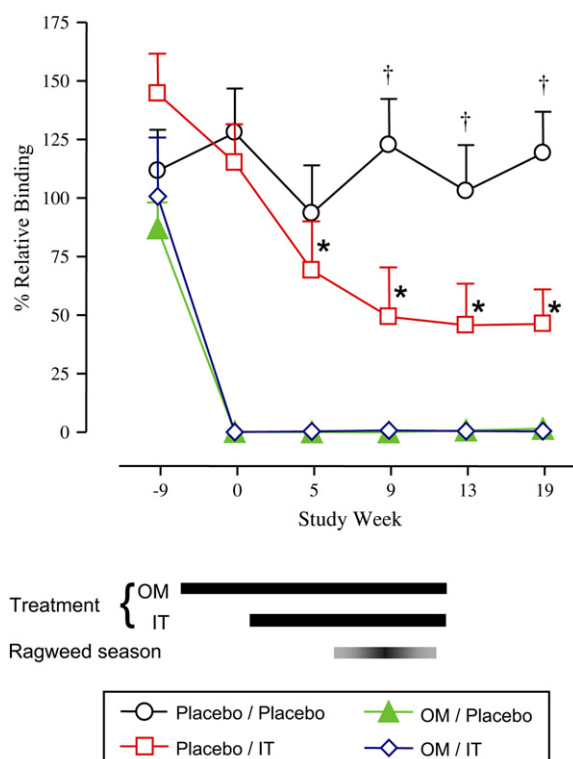 175
150
125
100
75
50
25
0
% Relative Binding
† † †
* * * *
-9 0 5 9 13 19
Study Week
Treatment { OM
IT
Ragweed season
Placebo / Placebo OM / Placebo
Placebo / IT OM / IT